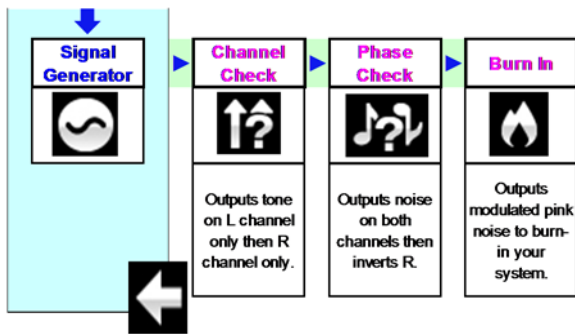 Signal
Generator
Channel
Check
Phase
Check
Burn In
Outputs tone
on L channel
only then R
channel only.
Outputs noise
on both
channels then
inverts R.
Outputs
modulated pink
noise to burn-
in your
system.